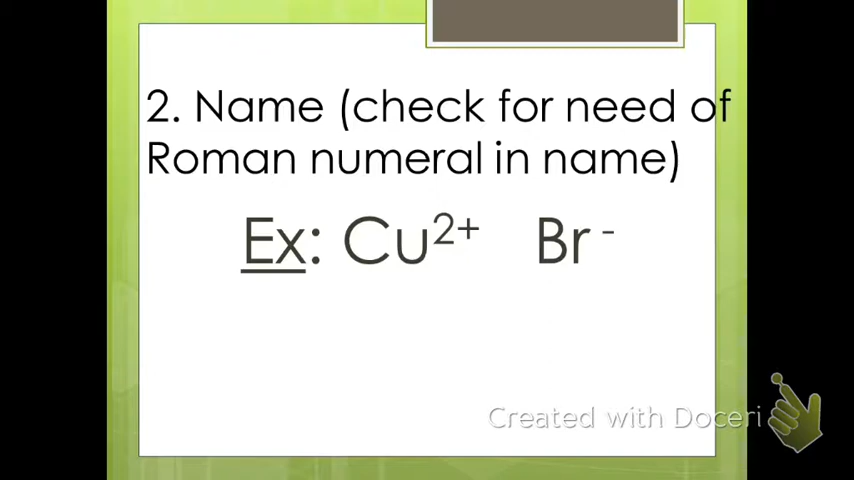 2. Name (check for need of
Roman numeral in name)
Ex: Cu²⁺ Br ⁻
Created with Doceri